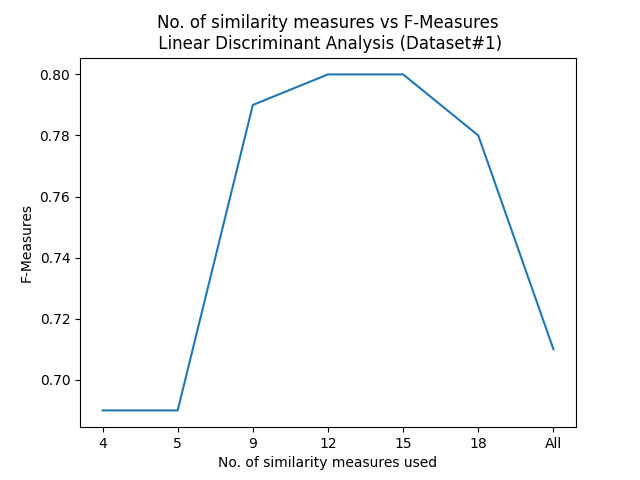 No. of similarity measures vs F-Measures
Linear Discriminant Analysis (Dataset#1)
0.80
0.78
0.76
0.74
0.72
0.70
F-Measures
4 5 9 12 15 18 All
No. of similarity measures used